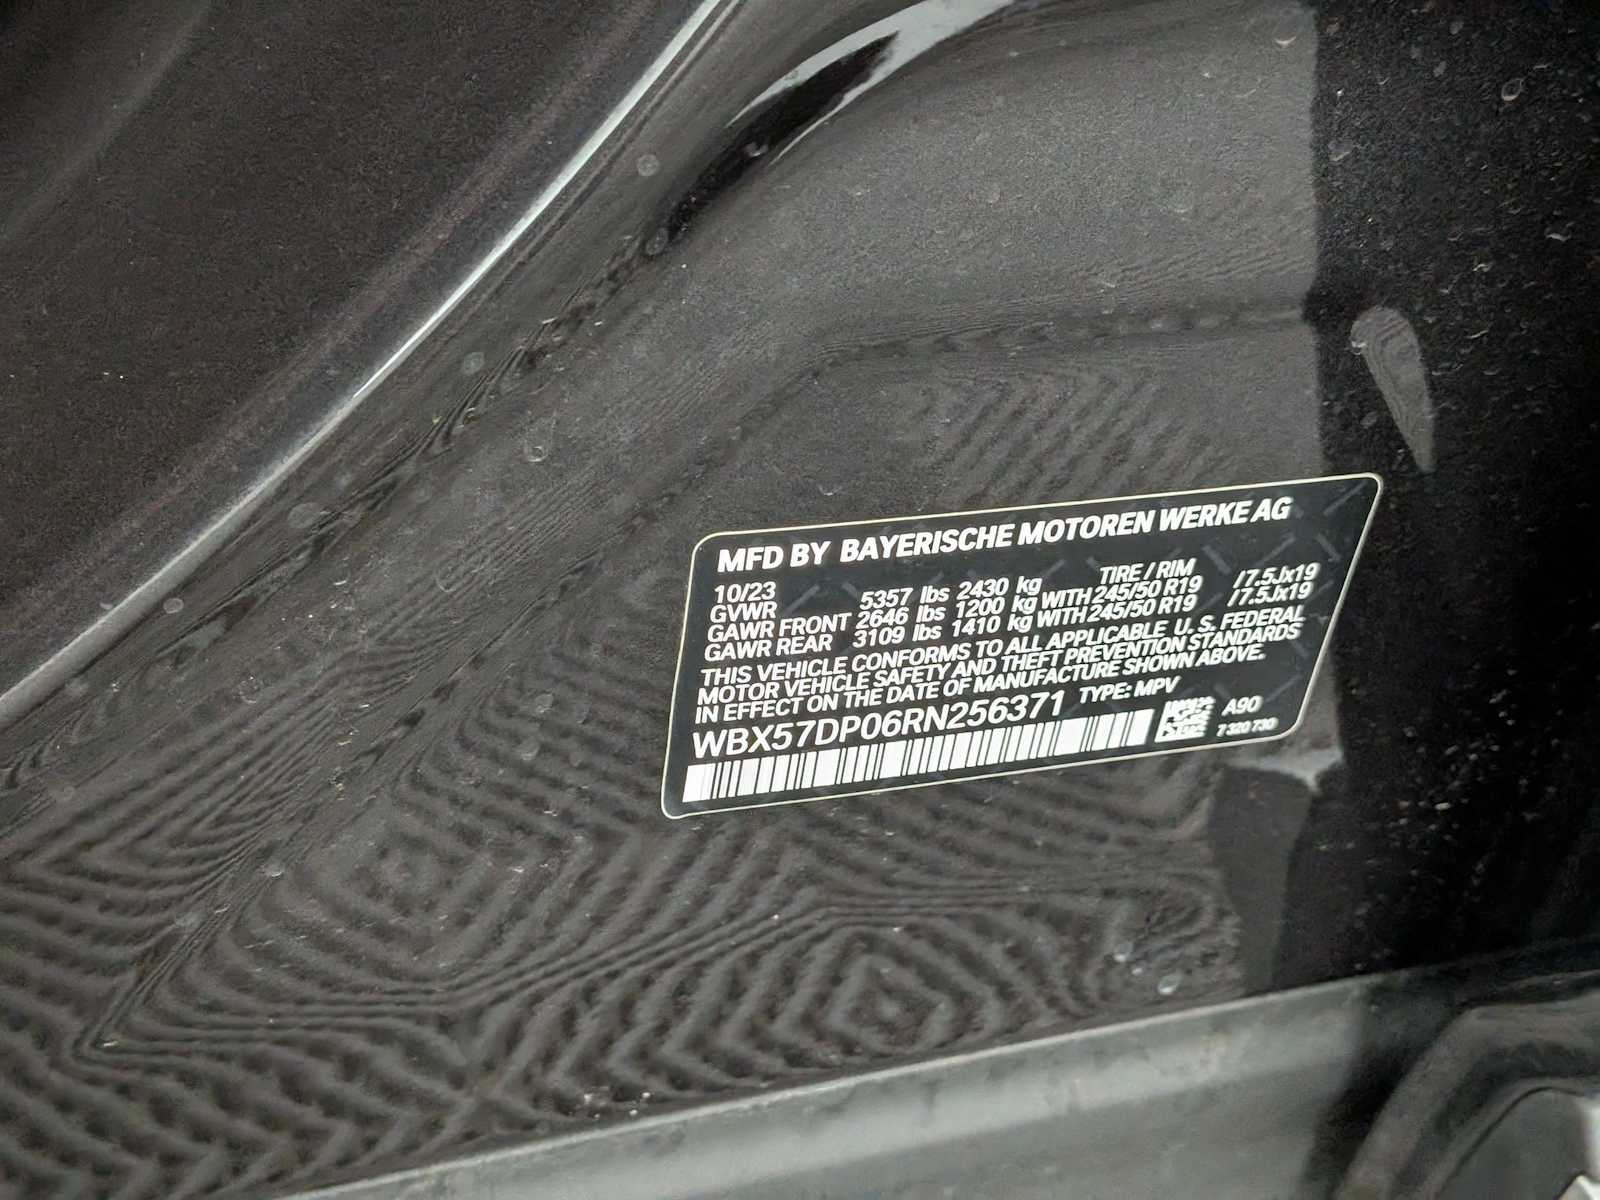 MFD BY BAYERISCHE MOTOREN WERKE AG
10/23 TIRE / RIM
GVWR 5357 lbs 2430 kg
GAWR FRONT 2646 lbs 1200 kg WITH 245/50 R19 /7.5Jx19
GAWR REAR 3109 lbs 1410 kg WITH 245/50 R19 /7.5Jx19
THIS VEHICLE CONFORMS TO ALL APPLICABLE U. S. FEDERAL
MOTOR VEHICLE SAFETY AND THEFT PREVENTION STANDARDS
IN EFFECT ON THE DATE OF MANUFACTURE SHOWN ABOVE.
WBX57DP06RN256371 TYPE: MPV
A90
7 320 730